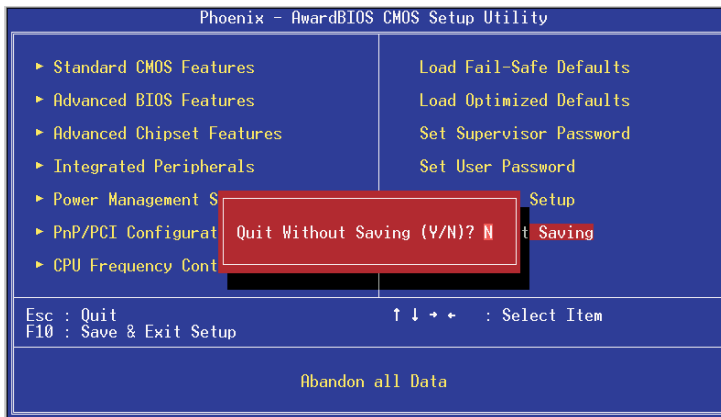 Phoenix - AwardBIOS CMOS Setup Utility
► Standard CMOS Features
► Advanced BIOS Features
► Advanced Chipset Features
► Integrated Peripherals
► Power Management S
► PnP/PCI Configurat
► CPU Frequency Cont
Load Fail-Safe Defaults
Load Optimized Defaults
Set Supervisor Password
Set User Password
Setup
t Saving
Quit Without Saving (Y/N)? N
Esc : Quit
F10 : Save & Exit Setup
↑ ↓ → ← : Select Item
Abandon all Data